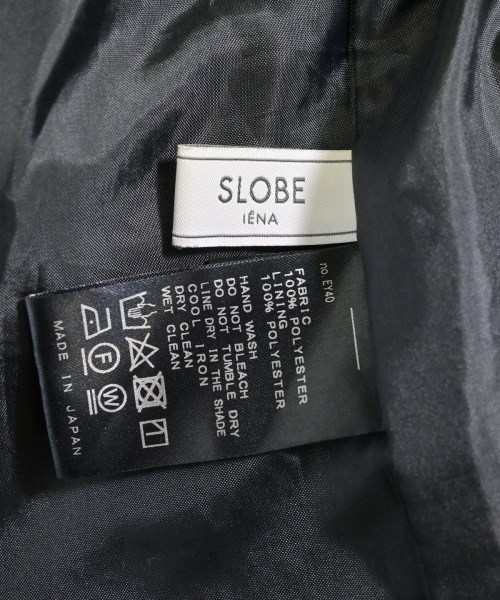 SLOBE
IÉNA
no. EY40
FABRIC
100% POLYESTER
LINING
100% POLYESTER
HAND WASH
DO NOT BLEACH
DO NOT TUMBLE DRY
LINE DRY IN THE SHADE
COOL IRON
DRY CLEAN
WET CLEAN
F
W
MADE IN JAPAN